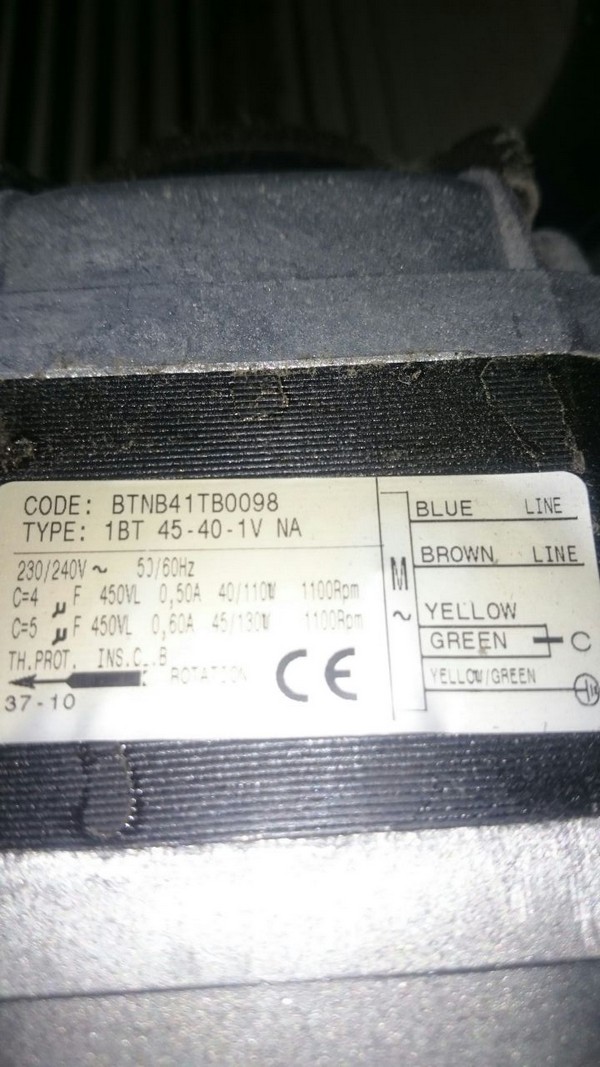 CODE: BTNB41TB0098
TYPE: 1BT 45-40-1V NA
230/240V ~ 50/60Hz
C=4 µF 450VL 0,50A 40/110W 1100Rpm
C=5 µF 450VL 0,60A 45/130W 1100Rpm
TH.PROT. INS.C..B
ROTATION
CE
37-10
M
~
BLUE LINE
BROWN LINE
YELLOW
GREEN C
YELLOW/GREEN